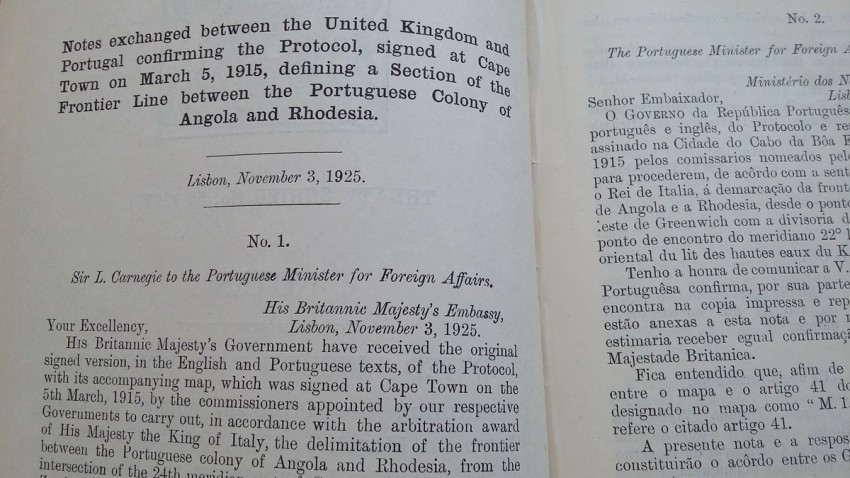 Notes exchanged between the United Kingdom and
Portugal confirming the Protocol, signed at Cape
Town on March 5, 1915, defining a Section of the
Frontier Line between the Portuguese Colony of
Angola and Rhodesia.
Lisbon, November 3, 1925.
No. 1.
Sir L. Carnegie to the Portuguese Minister for Foreign Affairs.
His Britannic Majesty's Embassy,
Your Excellency, Lisbon, November 3, 1925.
His Britannic Majesty's Government have received the original
signed version, in the English and Portuguese texts, of the Protocol,
with its accompanying map, which was signed at Cape Town on the
5th March, 1915, by the commissioners appointed by our respective
Governments to carry out, in accordance with the arbitration award
of His Majesty the King of Italy, the delimitation of the frontier
between the Portuguese colony of Angola and Rhodesia, from the
intersection of the 24th
No. 2.
The Portuguese Minister for Foreign
Ministério dos
Senhor Embaixador,
O Governo da República
português e inglês, do Protocolo e
assinado na Cidade do Cabo da Bôa
1915 pelos comissarios nomeados
para procederem, de acôrdo com a
o Rei de Italia, á demarcação da
de Angola e a Rhodesia, desde o
leste de Greenwich com a divisoria
ponto de encontro do meridiano 22°
oriental du lit des hautes eaux du
Tenho a honra de comunicar a V.
Portuguêsa confirma, por sua parte
encontra na copia impressa e
estão anexas a esta nota e por
estimaria receber egual
Majestade Britanica.
Fica entendido que, afim de
entre o mapa e o artigo 41
designado no mapa como " M. 1
refere o citado artigo 41.
A presente nota e a
constituirão o acôrdo entre os